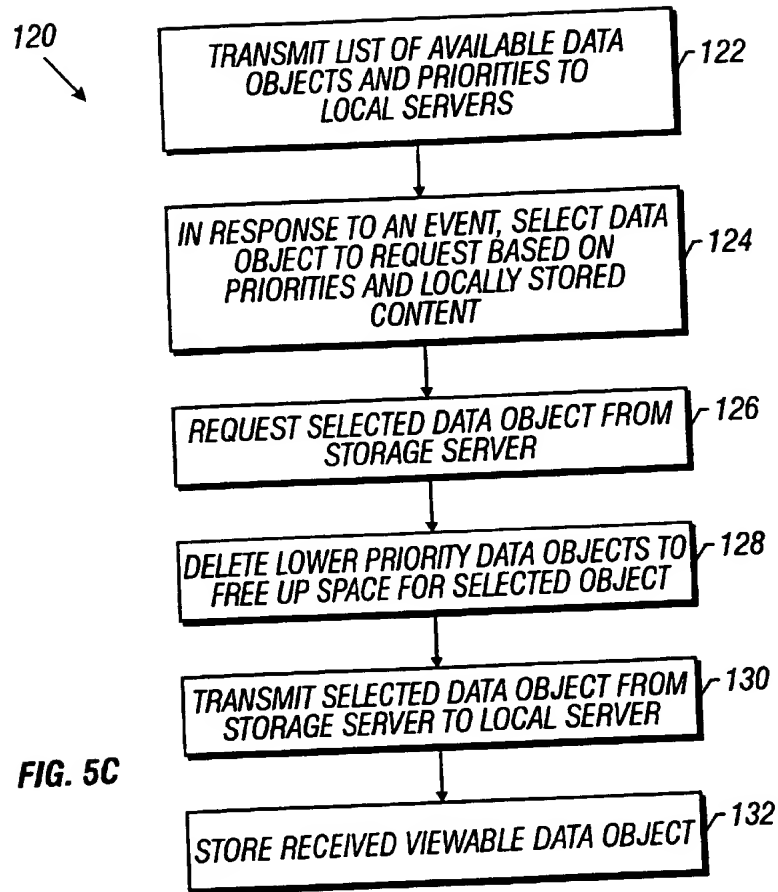 120
TRANSMIT LIST OF AVAILABLE DATA
OBJECTS AND PRIORITIES TO
LOCAL SERVERS
122
IN RESPONSE TO AN EVENT, SELECT DATA
OBJECT TO REQUEST BASED ON
PRIORITIES AND LOCALLY STORED
CONTENT
124
REQUEST SELECTED DATA OBJECT FROM
STORAGE SERVER
126
DELETE LOWER PRIORITY DATA OBJECTS TO
FREE UP SPACE FOR SELECTED OBJECT
128
TRANSMIT SELECTED DATA OBJECT FROM
STORAGE SERVER TO LOCAL SERVER
130
FIG. 5C
STORE RECEIVED VIEWABLE DATA OBJECT
132